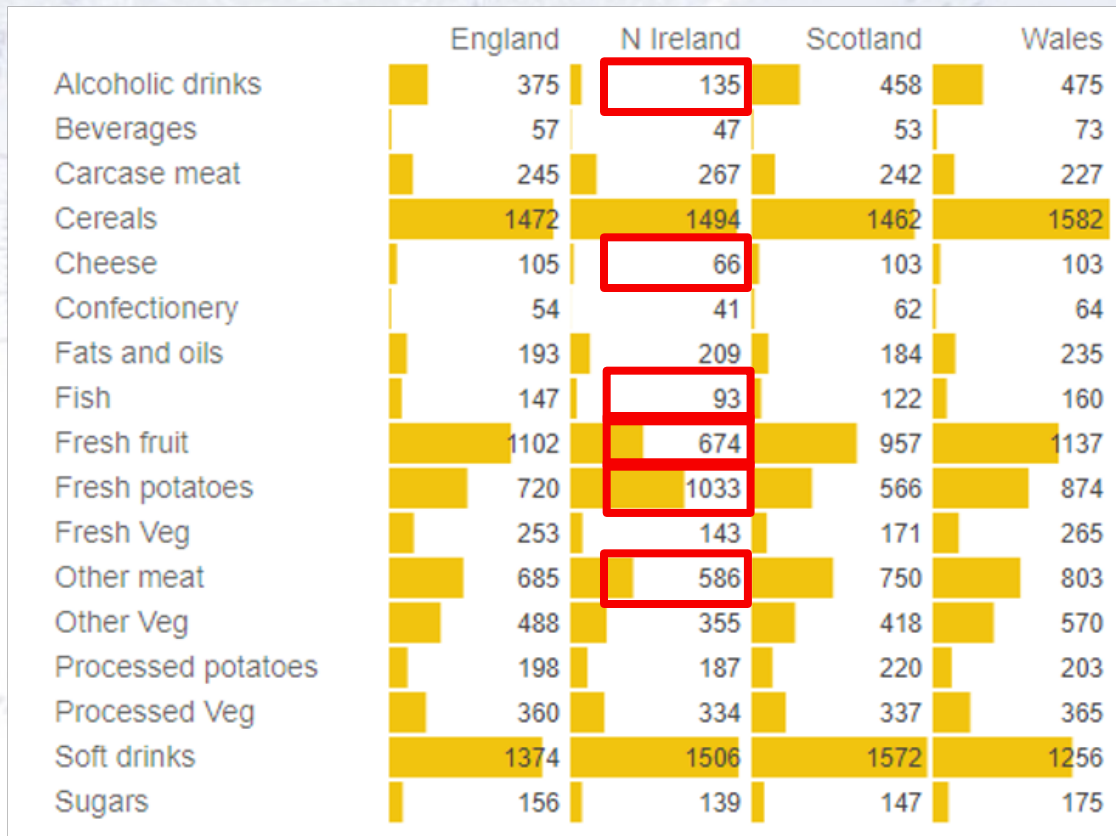 England N Ireland Scotland Wales
Alcoholic drinks 375 135 458 475
Beverages 57 47 53 73
Carcase meat 245 267 242 227
Cereals 1472 1494 1462 1582
Cheese 105 66 103 103
Confectionery 54 41 62 64
Fats and oils 193 209 184 235
Fish 147 93 122 160
Fresh fruit 1102 674 957 1137
Fresh potatoes 720 1033 566 874
Fresh Veg 253 143 171 265
Other meat 685 586 750 803
Other Veg 488 355 418 570
Processed potatoes 198 187 220 203
Processed Veg 360 334 337 365
Soft drinks 1374 1506 1572 1256
Sugars 156 139 147 175